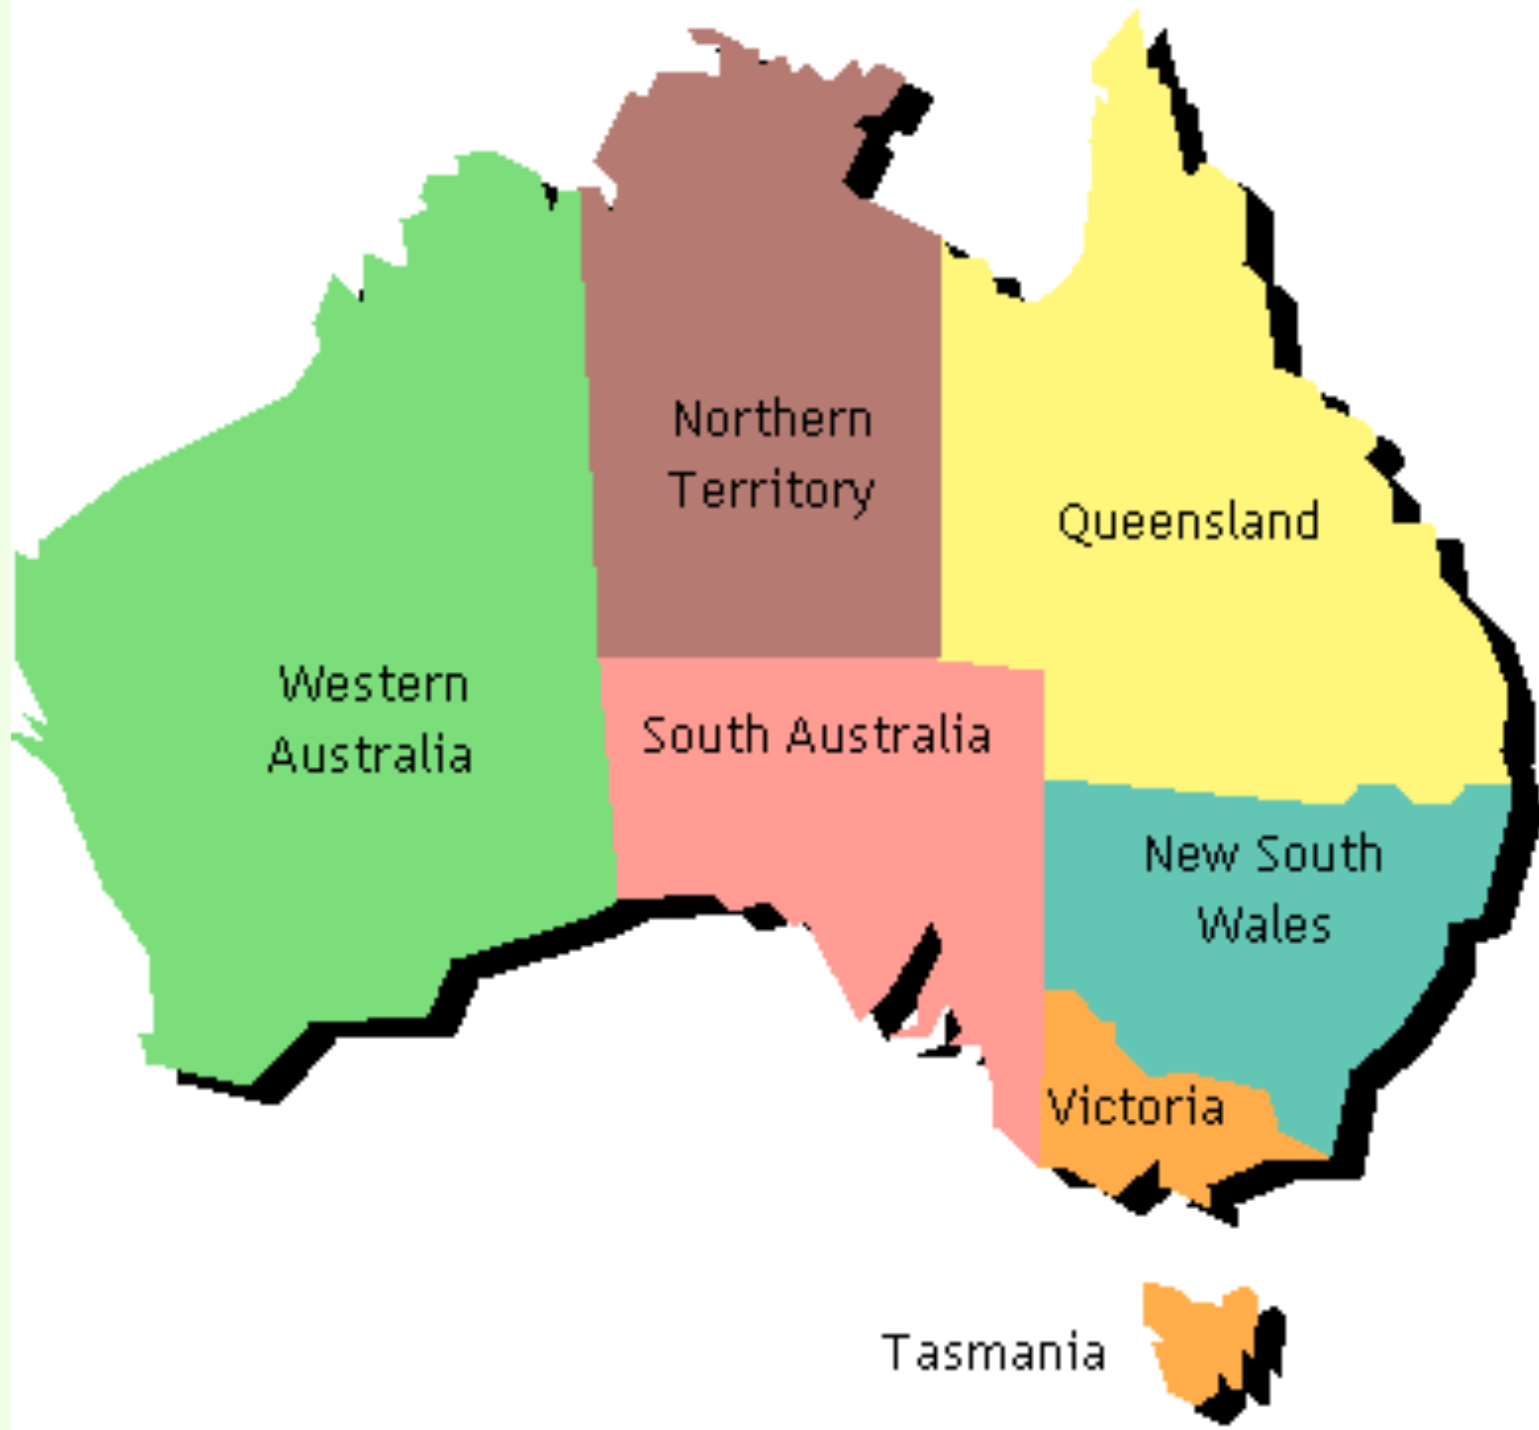 Northern
Territory
Queensland
Western
Australia
South Australia
New South
Wales
Victoria
Tasmania